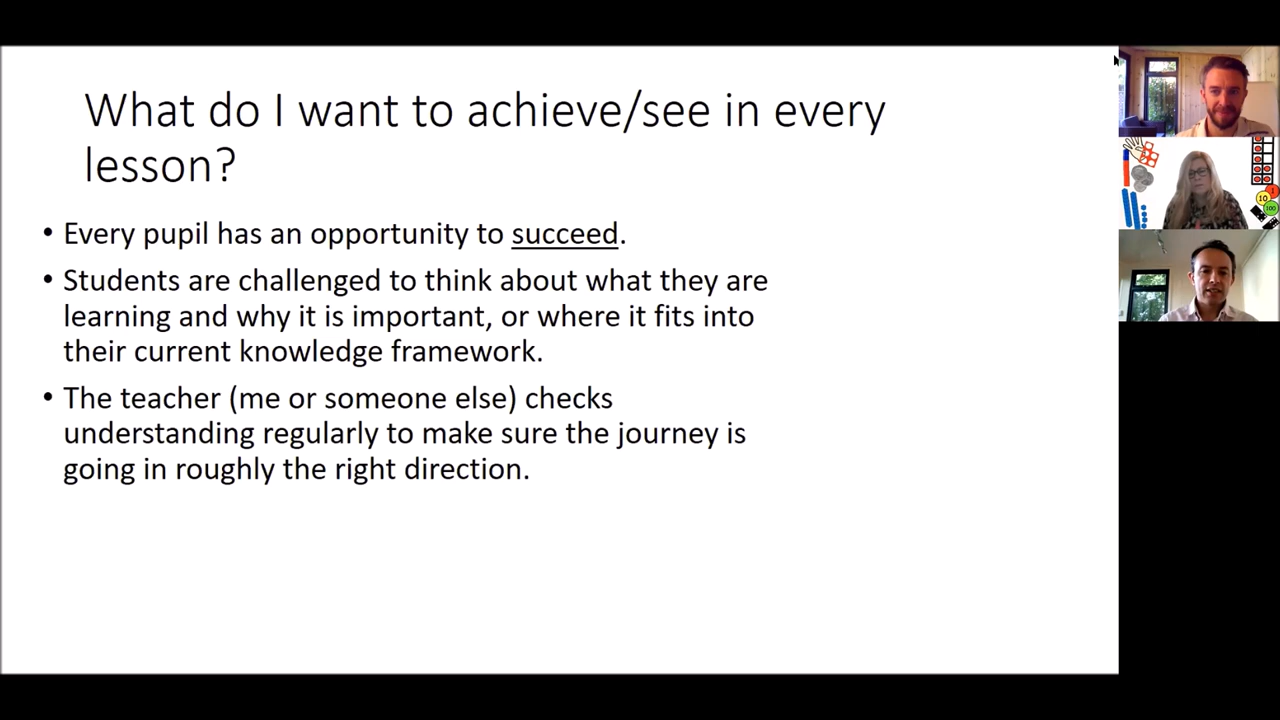 What do I want to achieve/see in every
lesson?
• Every pupil has an opportunity to succeed.
• Students are challenged to think about what they are
learning and why it is important, or where it fits into
their current knowledge framework.
• The teacher (me or someone else) checks
understanding regularly to make sure the journey is
going in roughly the right direction.
10
100